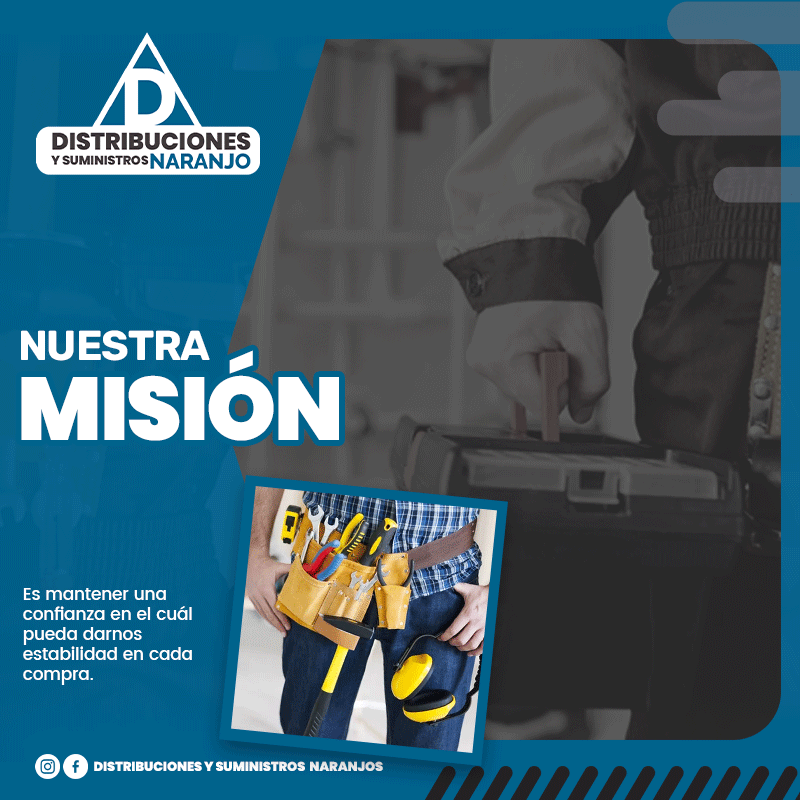 D
DISTRIBUCIONES
Y SUMINISTROS NARANJO
NUESTRA
MISIÓN
Es mantener una
confianza en el cuál
pueda darnos
estabilidad en cada
compra.
DISTRIBUCIONES Y SUMINISTROS NARANJOS